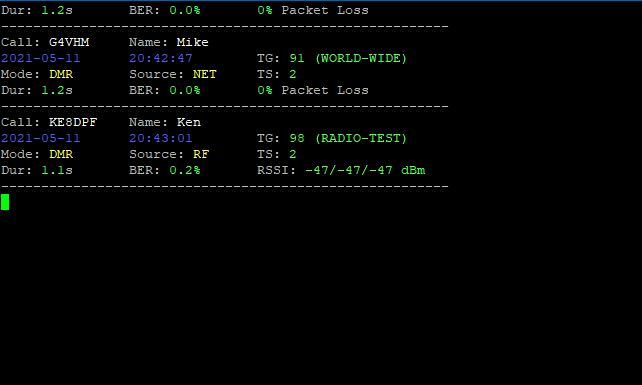 Dur: 1.2s BER: 0.0% 0% Packet Loss
--------------------------------------------------------
Call: G4VHM Name: Mike
2021-05-11 20:42:47 TG: 91 (WORLD-WIDE)
Mode: DMR Source: NET TS: 2
Dur: 1.2s BER: 0.0% 0% Packet Loss
--------------------------------------------------------
Call: KE8DPF Name: Ken
2021-05-11 20:43:01 TG: 98 (RADIO-TEST)
Mode: DMR Source: RF TS: 2
Dur: 1.1s BER: 0.2% RSSI: -47/-47/-47 dBm
--------------------------------------------------------